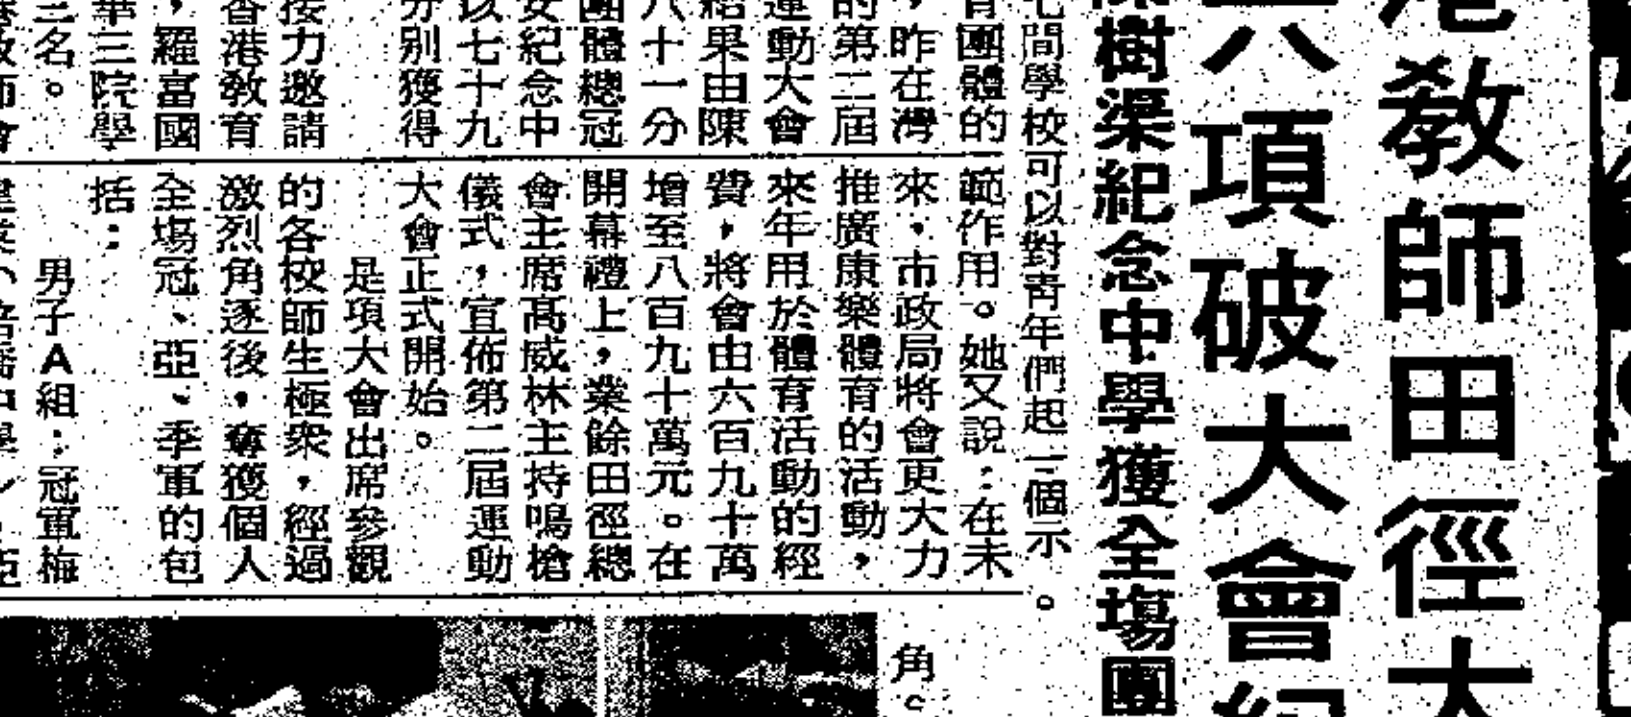 港教師田徑大
六項破大會紀
陳樹渠紀念中學獲全塲團
七間學校可以對青年們起一個示
育團體的
，昨在灣
的第二屆
運動大會
結果由陳
八十一分
團體總冠
安紀念中
以七十九
分别獲得
接力邀請
香港敎育
，羅富國
華三院學
三名。
範作用。她又說：在未
來，市政局將會更大力
推廣康樂體育的活動，
來年用於體育活動的經
費，將會由六百九十萬
增至八百九十萬元。在
開幕禮上，業餘田徑總
會主席高威林主持鳴槍
儀式，宣佈第二屆運動
大會正式開始。
是項大會出席參觀
的各校師生極衆，經過
激烈角逐後，奪獲個人
全塲冠、亞、季軍的包
括：
男子A組：冠軍梅
角。